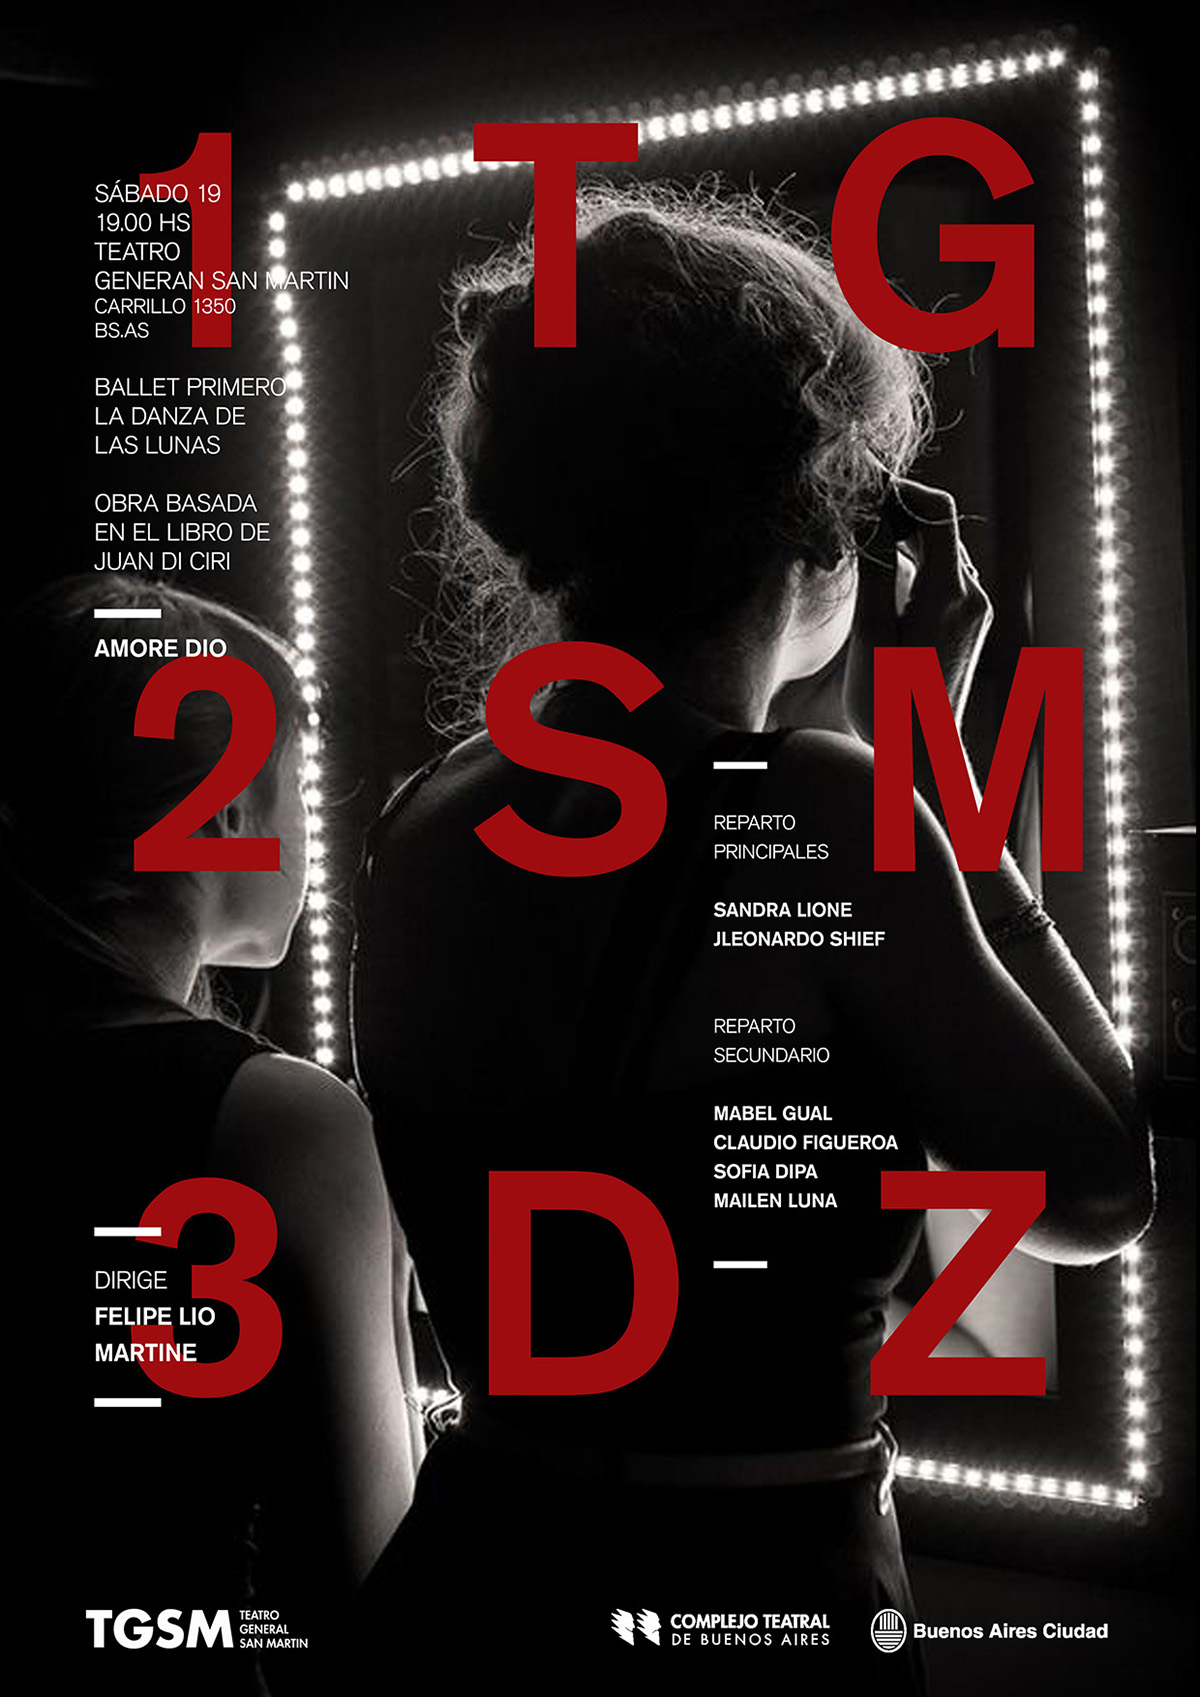 1 T G
SÁBADO 19
19.00 HS
TEATRO
GENERAN SAN MARTIN
CARRILLO 1350
BS.AS
BALLET PRIMERO
LA DANZA DE
LAS LUNAS
OBRA BASADA
EN EL LIBRO DE
JUAN DI CIRI
AMORE DIO
2 S M
REPARTO
PRINCIPALES
SANDRA LIONE
JLEONARDO SHIEF
REPARTO
SECUNDARIO
MABEL GUAL
CLAUDIO FIGUEROA
SOFIA DIPA
MAILEN LUNA
3 D Z
DIRIGE
FELIPE LIO
MARTINE
TGSM
TEATRO
GENERAL
SAN MARTIN
COMPLEJO TEATRAL
DE BUENOS AIRES
Buenos Aires Ciudad